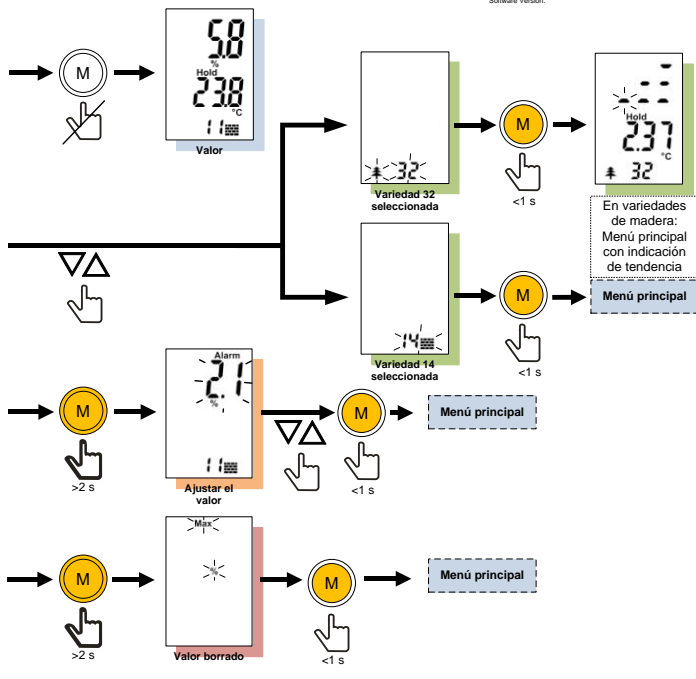 Software Version.
M
5.8
%
Hold
23.8
°C
11
Valor
32
Variedad 32
seleccionada
M
<1 s
Hold
2.37
°C
32
En variedades
de madera:
Menú principal
con indicación
de tendencia
14
Variedad 14
seleccionada
M
<1 s
Menú principal
M
>2 s
Alarm
2.1
%
11
Ajustar el
valor
M
<1 s
Menú principal
M
>2 s
Max
%
Valor borrado
M
<1 s
Menú principal